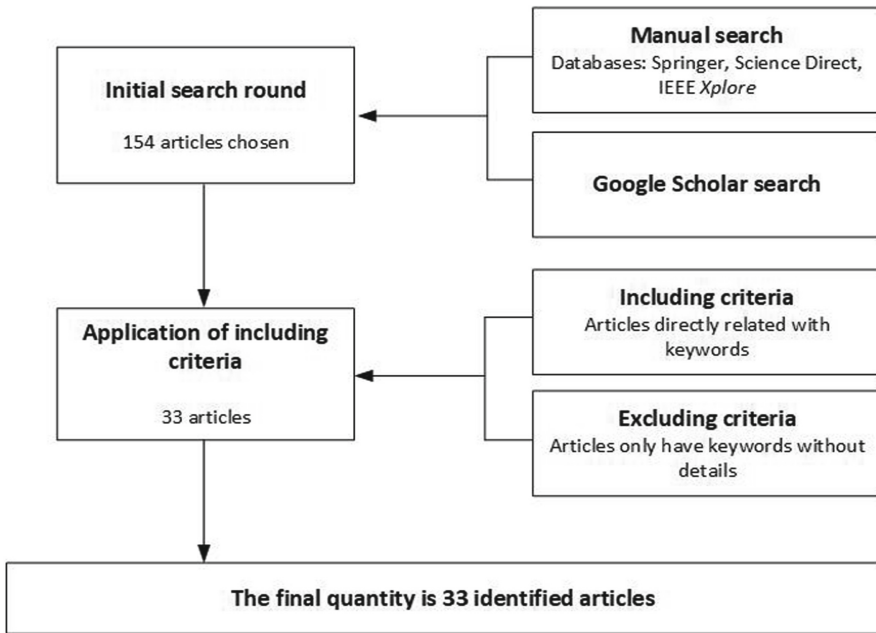 Manual search
Databases: Springer, Science Direct,
IEEE Xplore
Initial search round
154 articles chosen
Google Scholar search
Including criteria
Articles directly related with
keywords
Application of including
criteria
33 articles
Excluding criteria
Articles only have keywords without
details
The final quantity is 33 identified articles